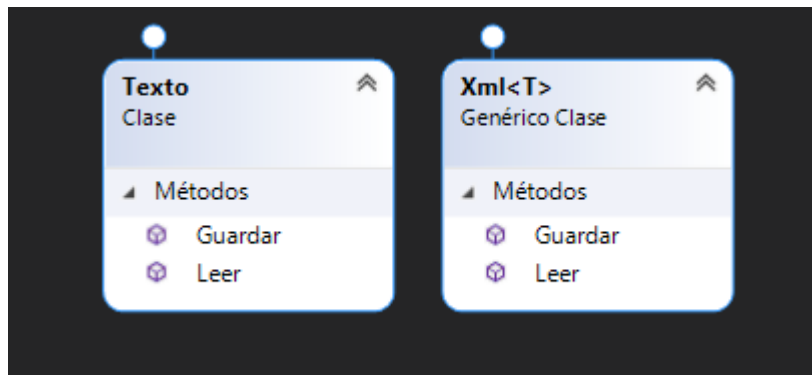 Texto
Clase
Métodos
Guardar
Leer
Xml<T>
Genérico Clase
Métodos
Guardar
Leer